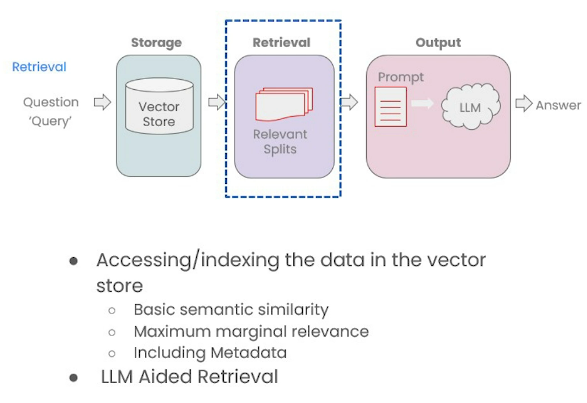 Storage
Retrieval
Output
Retrieval
Question
'Query'
Vector
Store
Relevant
Splits
Prompt
LLM
Answer
● Accessing/indexing the data in the vector
store
○ Basic semantic similarity
○ Maximum marginal relevance
○ Including Metadata
● LLM Aided Retrieval